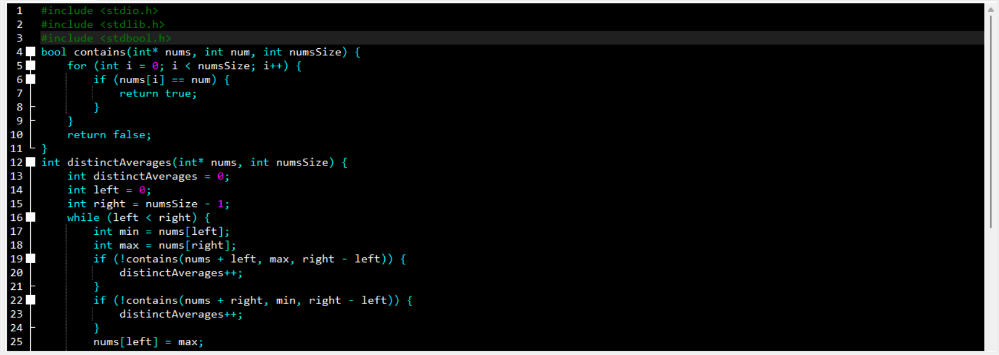 1 #include <stdio.h>
2 #include <stdlib.h>
3 #include <stdbool.h>
4 bool contains(int* nums, int num, int numsSize) {
5     for (int i = 0; i < numsSize; i++) {
6         if (nums[i] == num) {
7             return true;
8         }
9     }
10     return false;
11 }
12 int distinctAverages(int* nums, int numsSize) {
13     int distinctAverages = 0;
14     int left = 0;
15     int right = numsSize - 1;
16     while (left < right) {
17         int min = nums[left];
18         int max = nums[right];
19         if (!contains(nums + left, max, right - left)) {
20             distinctAverages++;
21         }
22         if (!contains(nums + right, min, right - left)) {
23             distinctAverages++;
24         }
25         nums[left] = max;